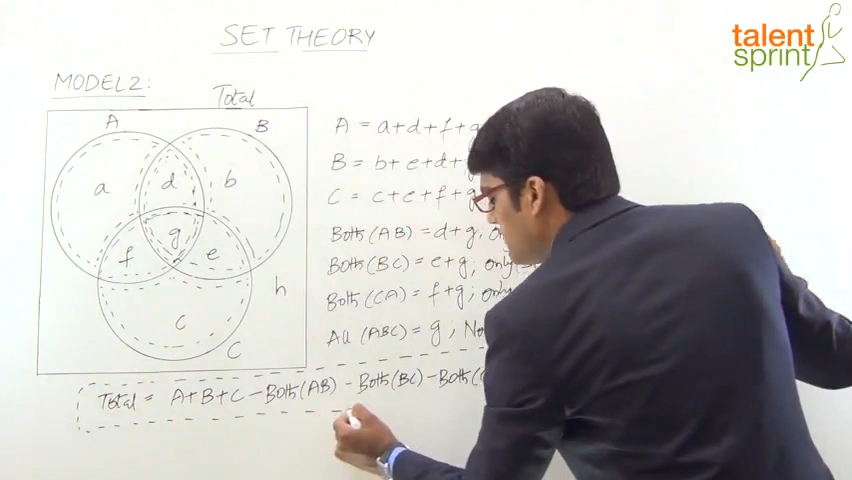 talent
sprint
SET THEORY
MODEL2:
Total
A
B
a
d
b
g
f
e
h
c
C
A = a+d+f+g
B = b+e+d+
C = c+e+f+g
Both (AB) = d+g,
Both (BC) = e+g; only
Both (CA) = f+g; only
All (ABC) = g;
Total = A+B+C -Both(AB) -Both(BC) -Both(